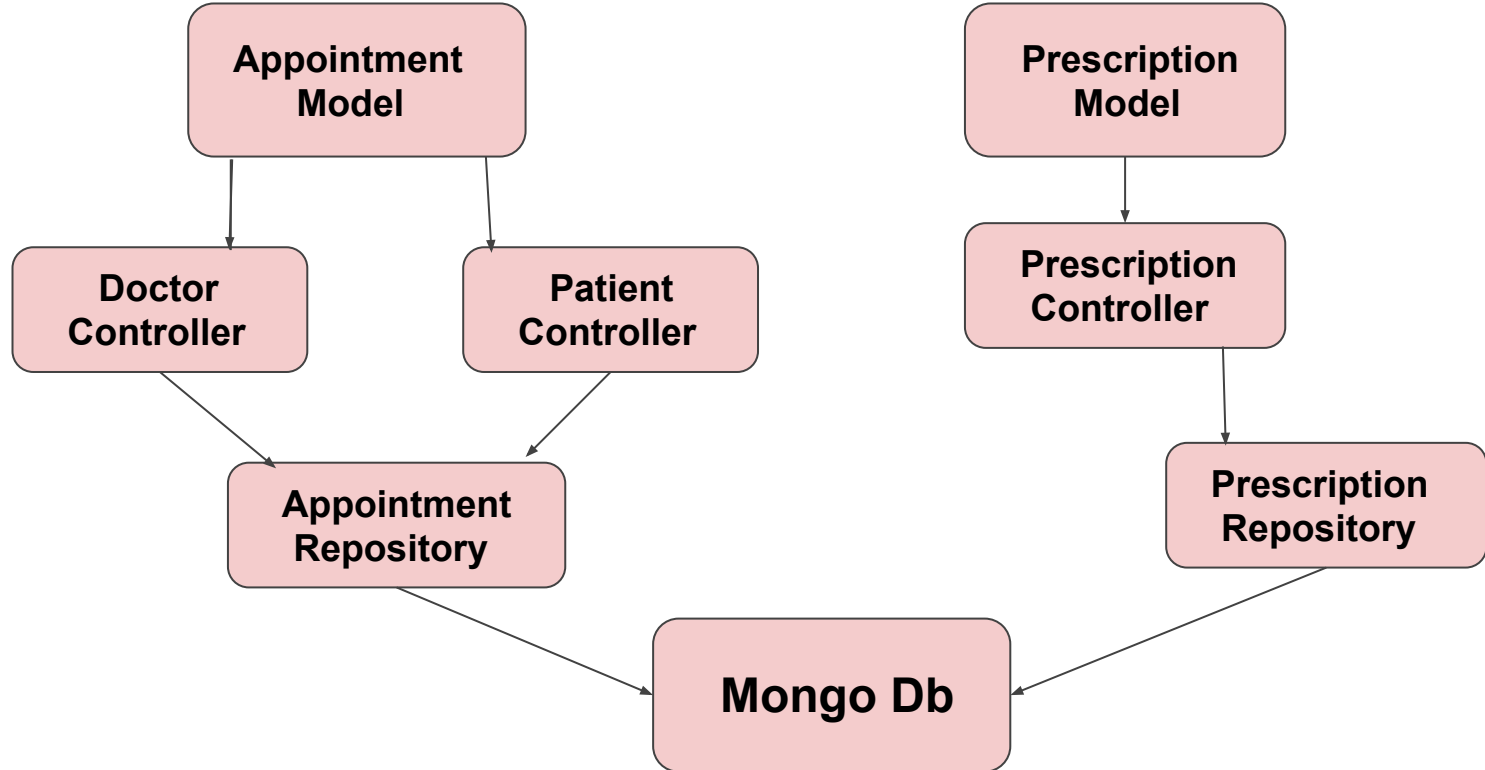 Appointment
Model
Prescription
Model
Doctor
Controller
Patient
Controller
Prescription
Controller
Appointment
Repository
Prescription
Repository
Mongo Db